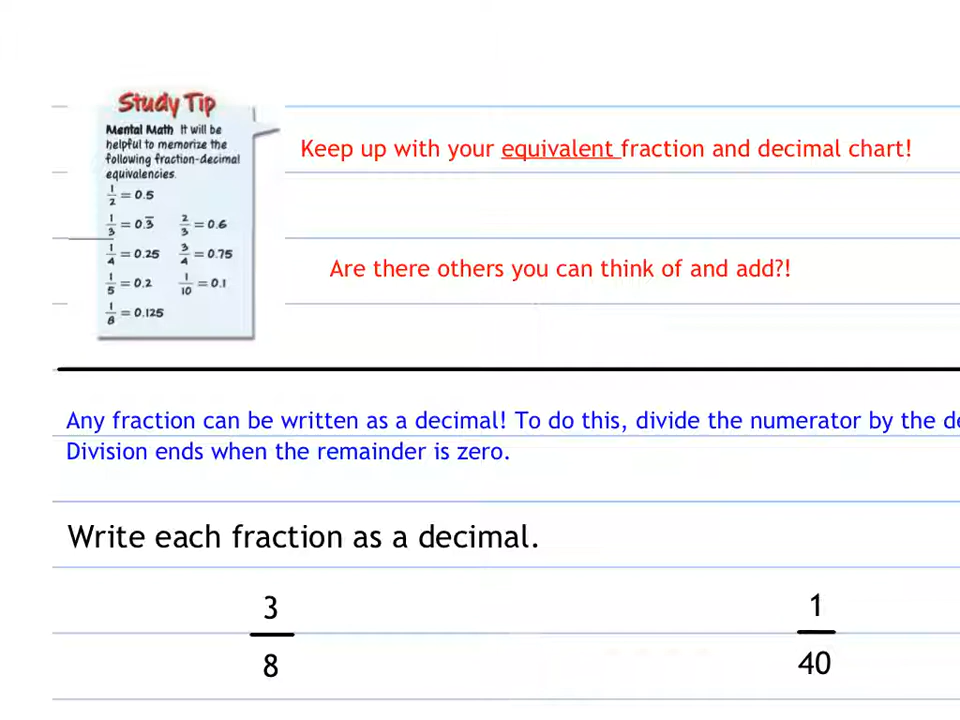 Study Tip
Mental Math It will be
helpful to memorize the
following fraction-decimal
equivalencies.
1/2 = 0.5
1/3 = 0.3̅ 2/3 = 0.6
1/4 = 0.25 3/4 = 0.75
1/5 = 0.2 1/10 = 0.1
1/8 = 0.125
Keep up with your equivalent fraction and decimal chart!
Are there others you can think of and add?!
Any fraction can be written as a decimal! To do this, divide the numerator by the de
Division ends when the remainder is zero.
Write each fraction as a decimal.
3/8 1/40